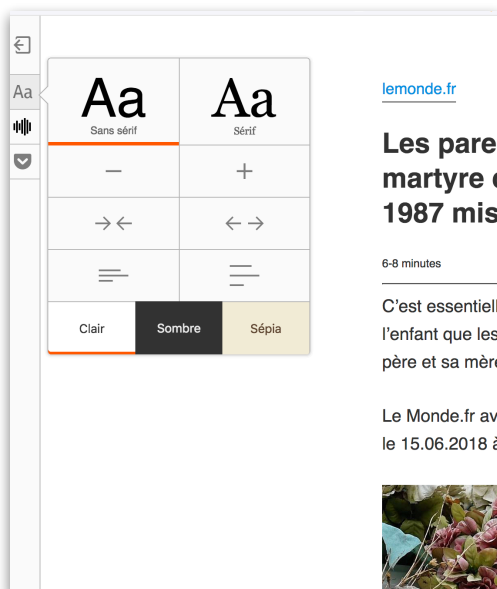 Aa
Aa Aa
Sans sérif Sérif
− +
Clair Sombre Sépia
lemonde.fr
Les pare
martyre
1987 mis
6-8 minutes
C'est essentiell
l'enfant que les
père et sa mère
Le Monde.fr av
le 15.06.2018 à